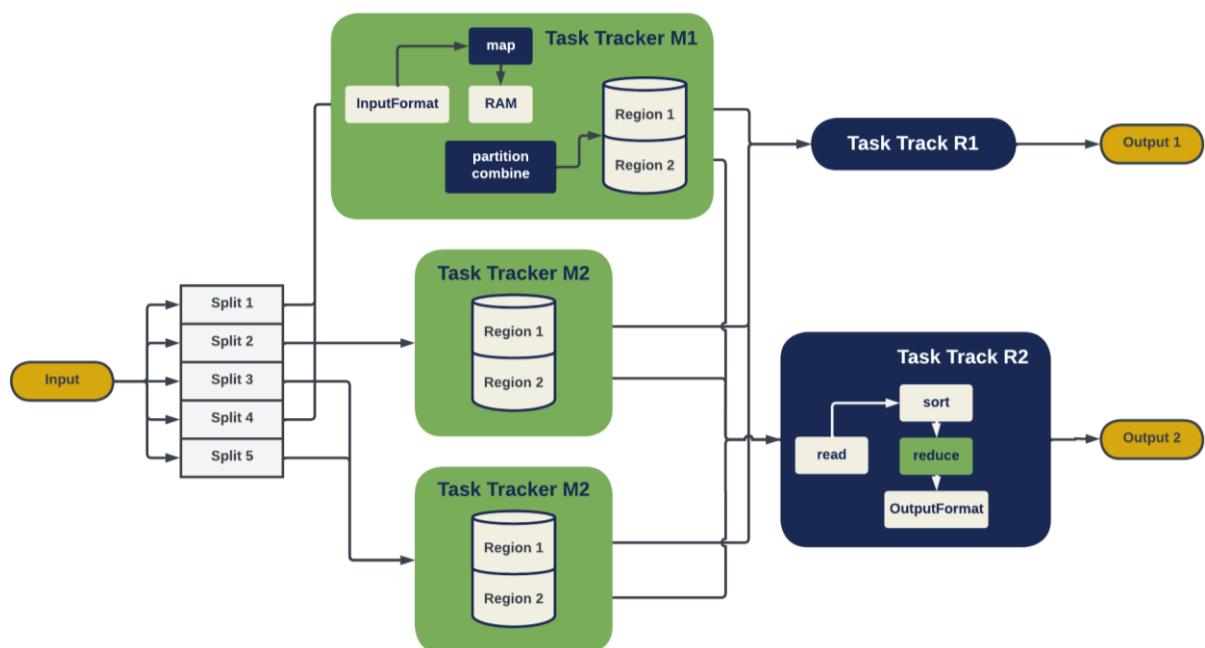 Task Tracker M1
map
InputFormat
RAM
Region 1
partition
combine
Region 2
Task Track R1
Output 1
Task Tracker M2
Region 1
Region 2
Input
Split 1
Split 2
Split 3
Split 4
Split 5
Task Track R2
sort
read
reduce
OutputFormat
Output 2
Task Tracker M2
Region 1
Region 2